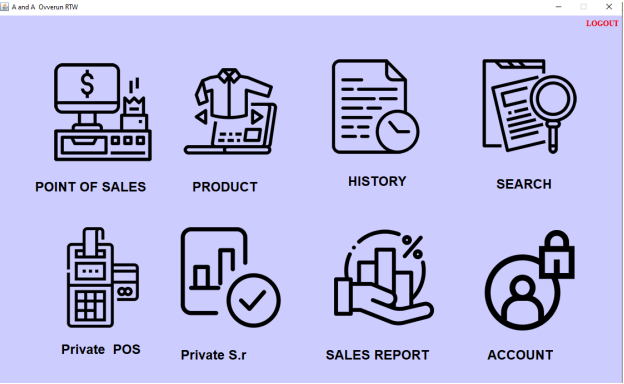 A and A Ovverun RTW
LOGOUT
$
POINT OF SALES
PRODUCT
HISTORY
SEARCH
%
Private POS
Private S.r
SALES REPORT
ACCOUNT